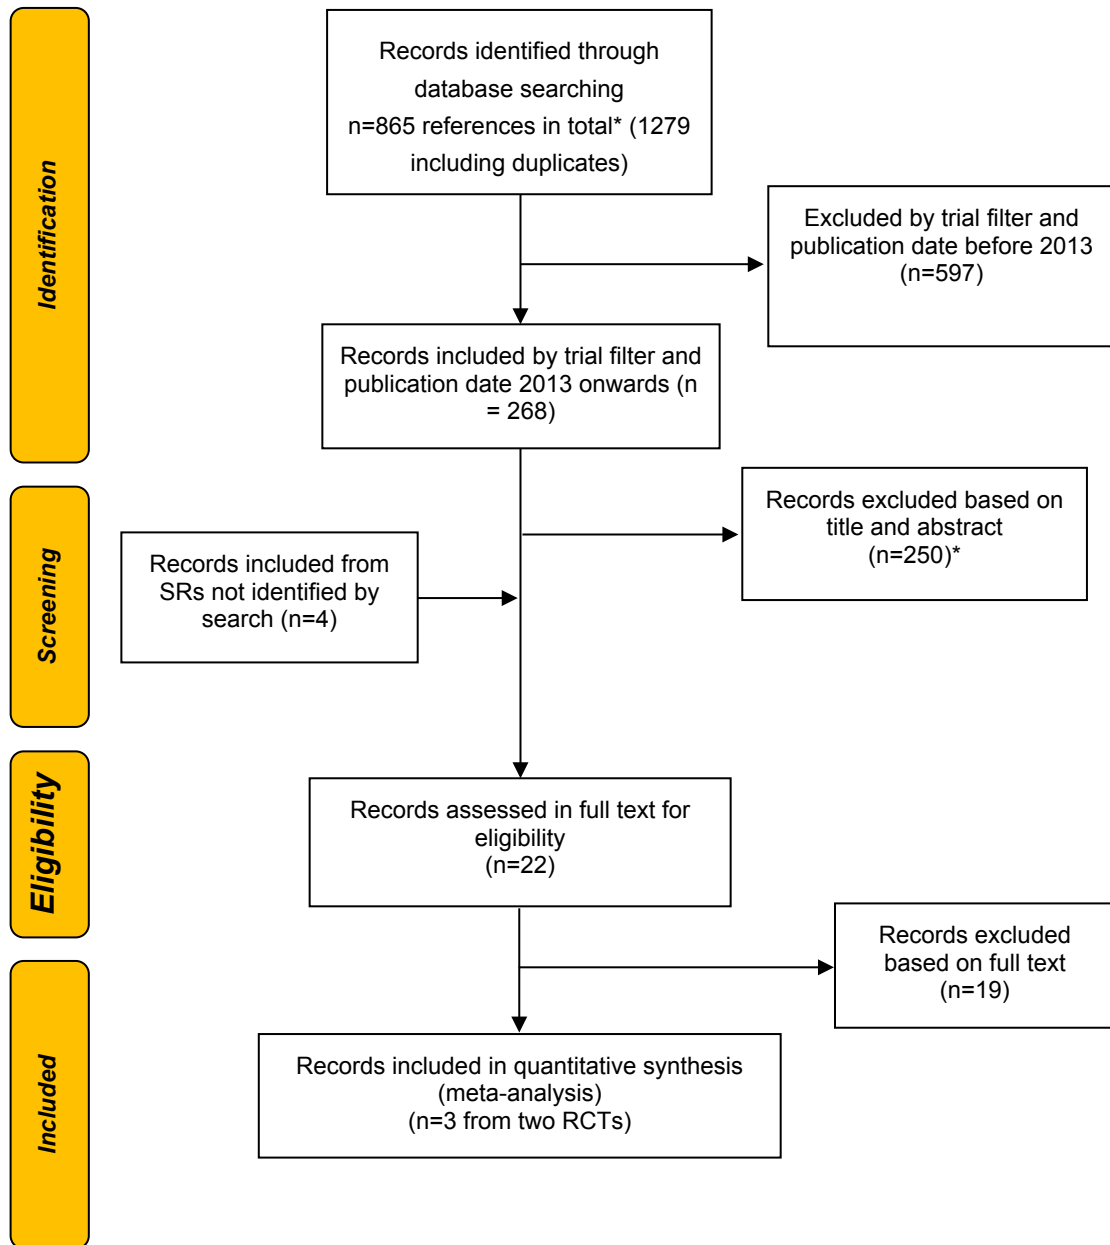 Identification
Records identified through
database searching
n=865 references in total* (1279
including duplicates)
Excluded by trial filter and
publication date before 2013
(n=597)
Records included by trial filter and
publication date 2013 onwards (n
= 268)
Screening
Records excluded based on
title and abstract
(n=250)*
Records included from
SRs not identified by
search (n=4)
Eligibility
Records assessed in full text for
eligibility
(n=22)
Records excluded
based on full text
(n=19)
Included
Records included in quantitative synthesis
(meta-analysis)
(n=3 from two RCTs)